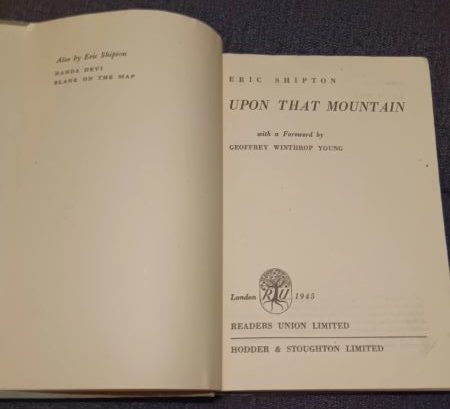 Also by Eric Shipton
NANDA DEVI
BLANK ON THE MAP
ERIC SHIPTON
UPON THAT MOUNTAIN
with a Foreword by
GEOFFREY WINTHROP YOUNG
London RU 1945
READERS UNION LIMITED
HODDER & STOUGHTON LIMITED